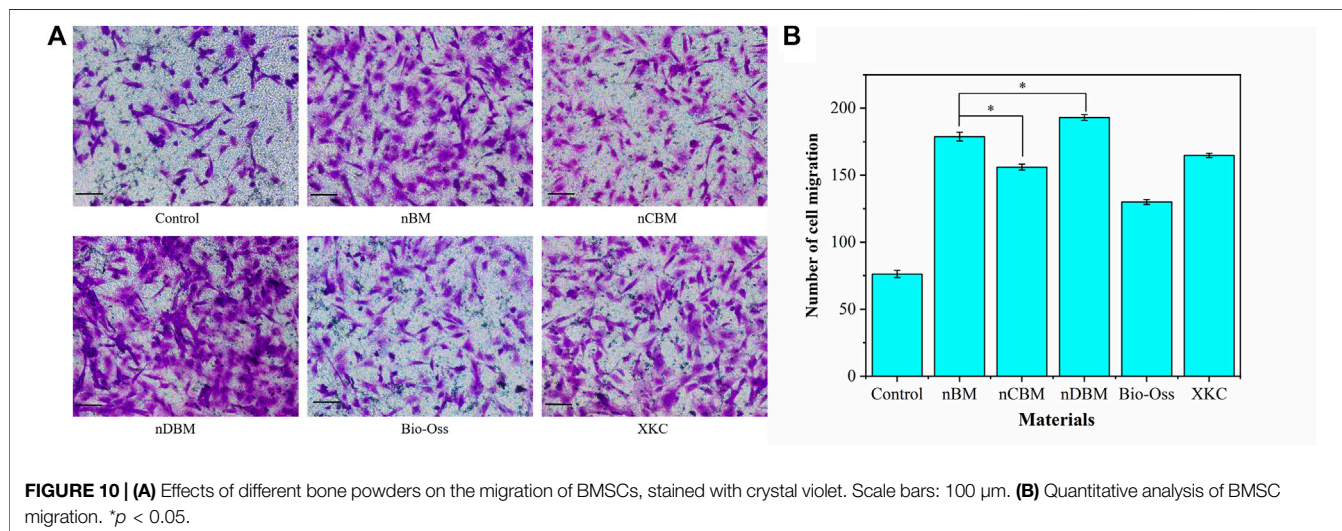 A
Control
nBM
nCBM
nDBM
Bio-Oss
XKC
B
Number of cell migration
200
150
100
50
0
*
*
Control nBM nCBM nDBM Bio-Oss XKC
Materials
FIGURE 10 | (A) Effects of different bone powders on the migration of BMSCs, stained with crystal violet. Scale bars: 100 μm. (B) Quantitative analysis of BMSC
migration. *p < 0.05.